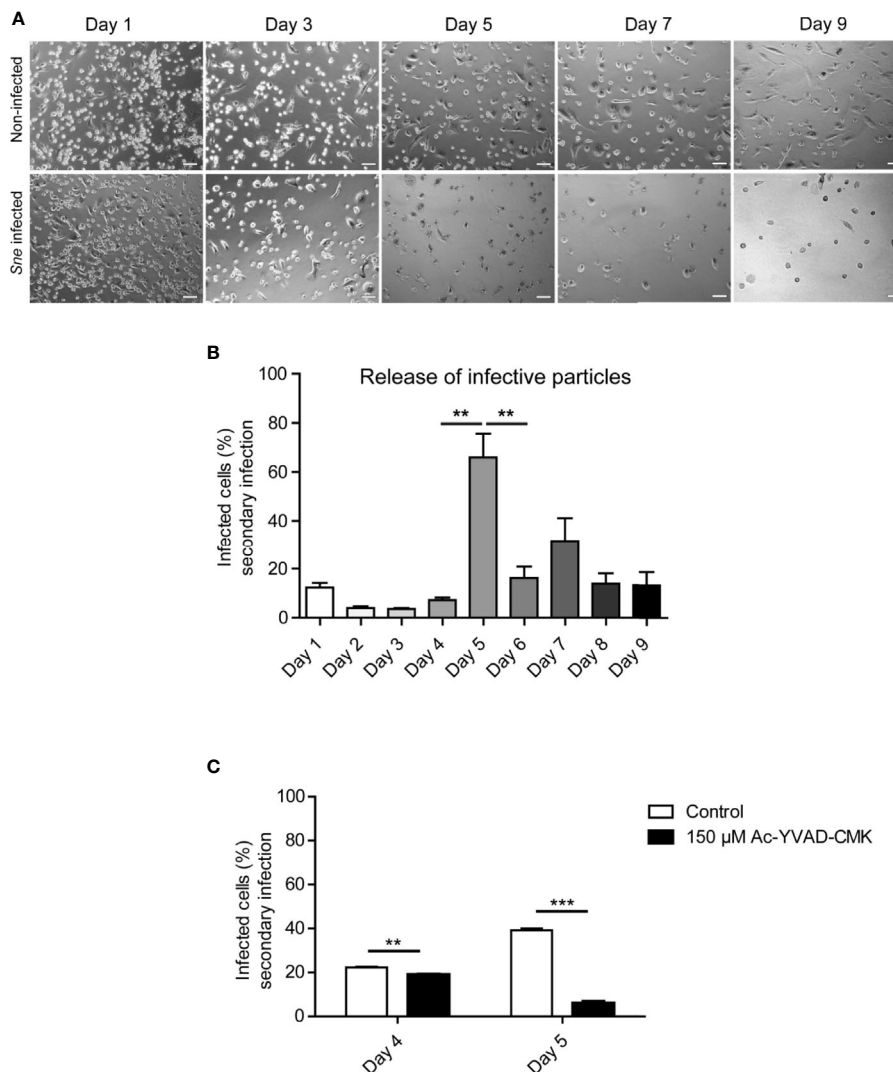 A
Day 1 Day 3 Day 5 Day 7 Day 9
Non-infected
Sne infected
B
Release of infective particles
Infected cells (%)
secondary infection
100
80
60
40
20
0
** **
Day 1 Day 2 Day 3 Day 4 Day 5 Day 6 Day 7 Day 8 Day 9
C
Infected cells (%)
secondary infection
100
80
60
40
20
0
** ***
Day 4 Day 5
Control
150 µM Ac-YVAD-CMK